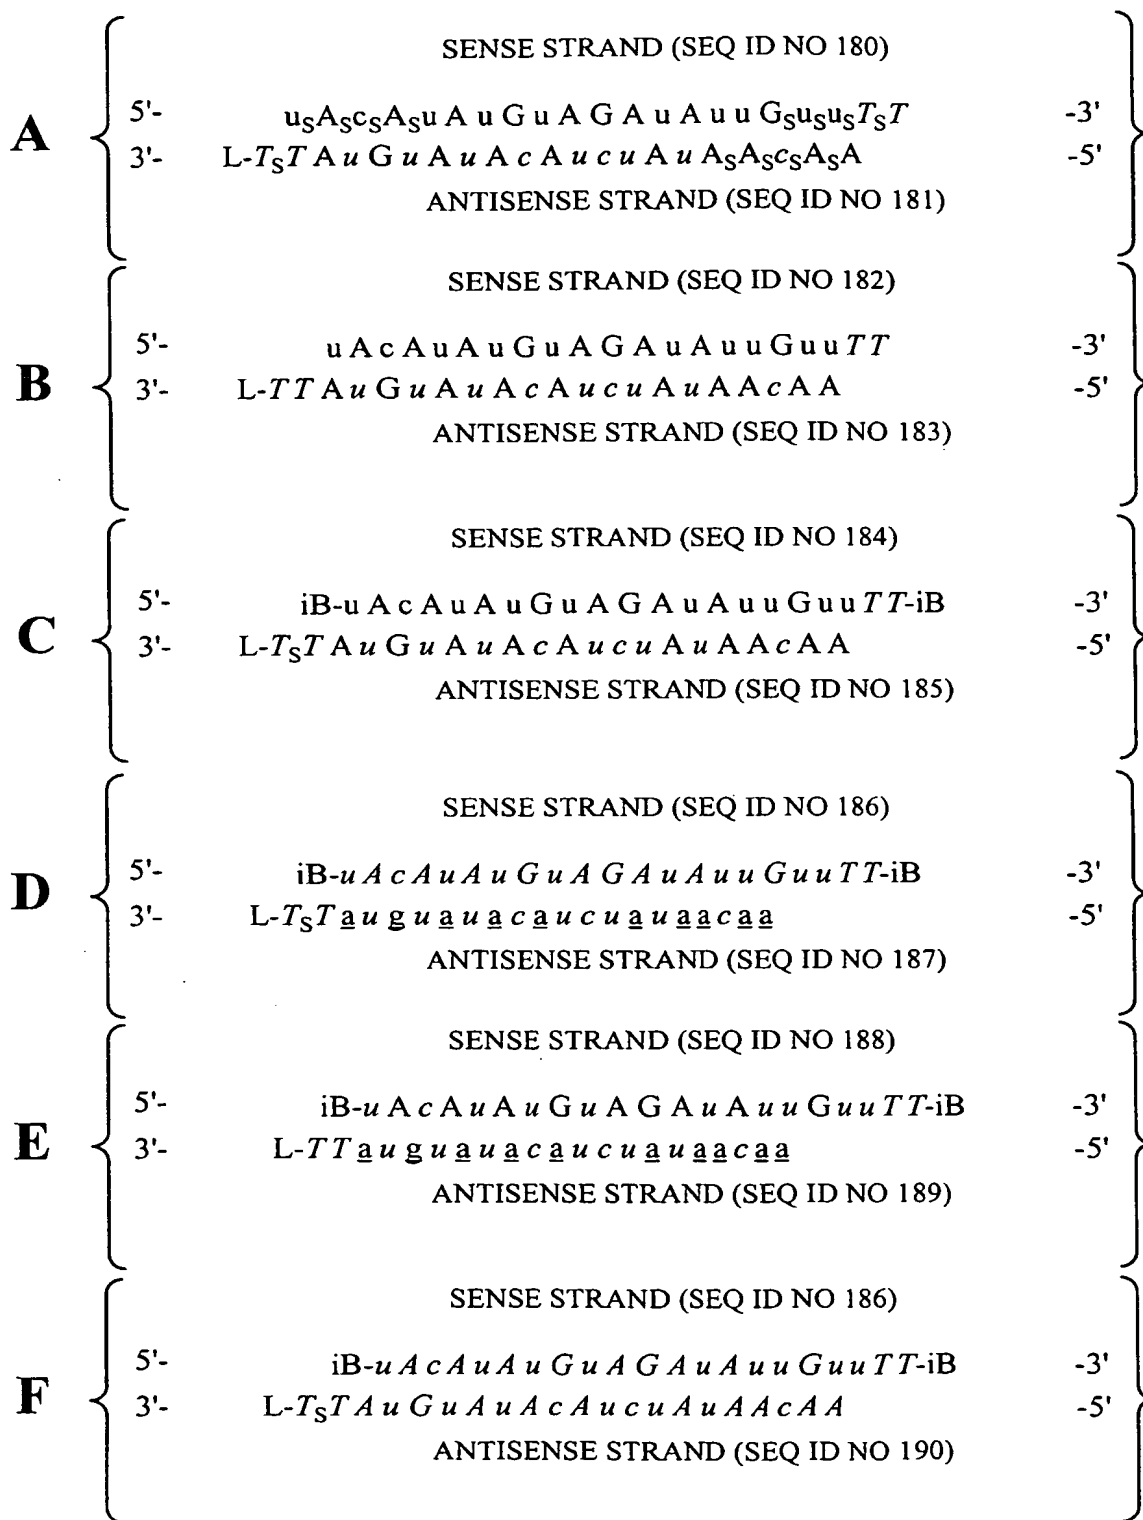 SENSE STRAND (SEQ ID NO 180)
A
5'- uSAScSASu A u G u A G A u A u u GSuSuSTST -3'
3'- L-TST A u G u A u A c A u c u A u ASAScSASA -5'
ANTISENSE STRAND (SEQ ID NO 181)
SENSE STRAND (SEQ ID NO 182)
B
5'- u A c A u A u G u A G A u A u u G u u T T -3'
3'- L-T T A u G u A u A c A u c u A u A A c A A -5'
ANTISENSE STRAND (SEQ ID NO 183)
SENSE STRAND (SEQ ID NO 184)
C
5'- iB-u A c A u A u G u A G A u A u u G u u T T-iB -3'
3'- L-TST A u G u A u A c A u c u A u A A c A A -5'
ANTISENSE STRAND (SEQ ID NO 185)
SENSE STRAND (SEQ ID NO 186)
D
5'- iB-u A c A u A u G u A G A u A u u G u u T T-iB -3'
3'- L-TST a u g u a u a c a u c u a u a a c a a -5'
ANTISENSE STRAND (SEQ ID NO 187)
SENSE STRAND (SEQ ID NO 188)
E
5'- iB-u A c A u A u G u A G A u A u u G u u T T-iB -3'
3'- L-T T a u g u a u a c a u c u a u a a c a a -5'
ANTISENSE STRAND (SEQ ID NO 189)
SENSE STRAND (SEQ ID NO 186)
F
5'- iB-u A c A u A u G u A G A u A u u G u u T T-iB -3'
3'- L-TST A u G u A u A c A u c u A u A A c A A -5'
ANTISENSE STRAND (SEQ ID NO 190)